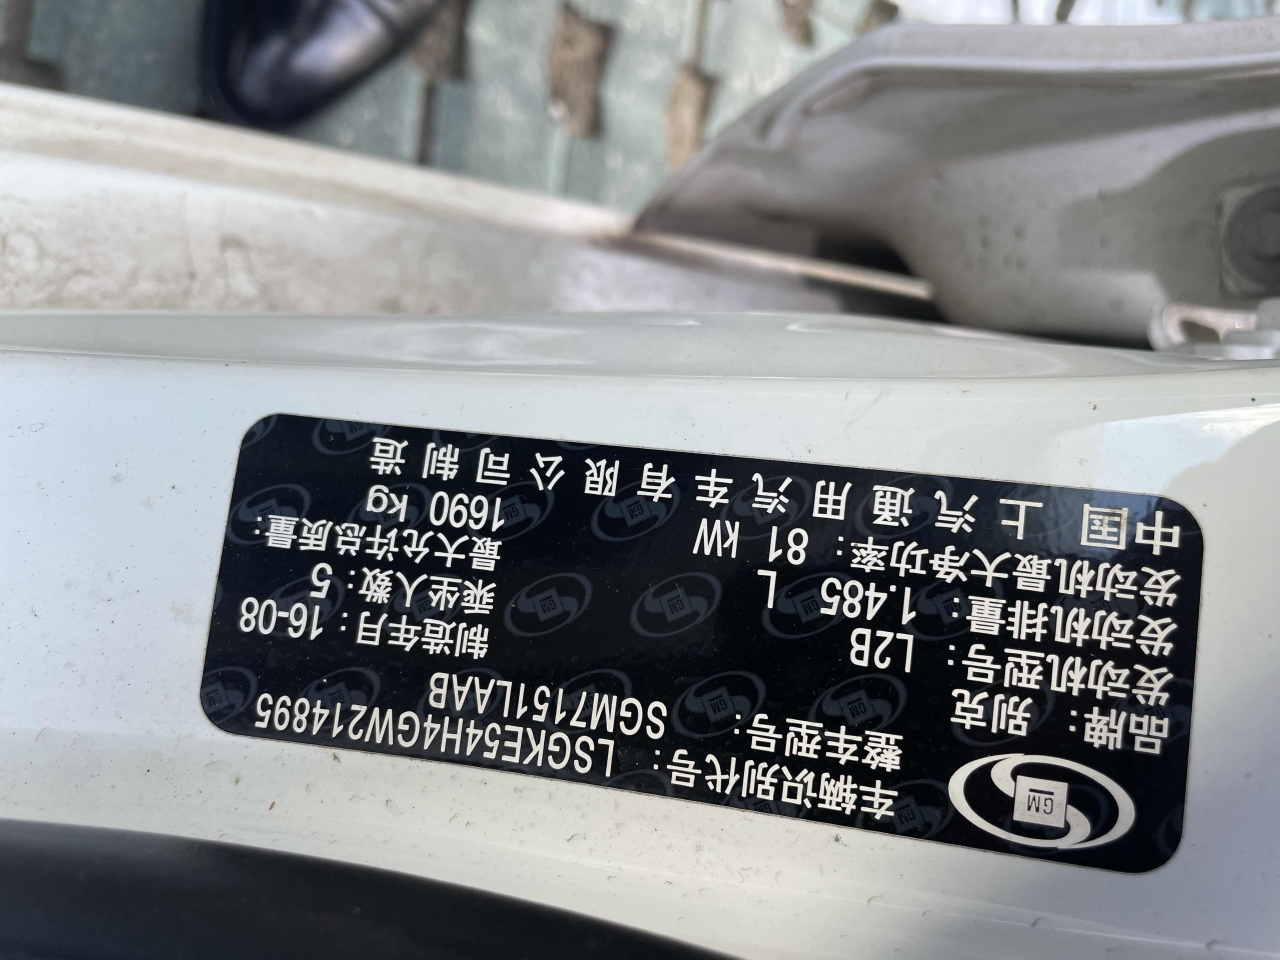 GM
车辆识别代号: LSGKE54H4GW214895
整车型号: SGM7151LAAB
品牌: 别克
发动机型号: L2B 制造年月: 16-08
发动机排量: 1.485 L 乘坐人数: 5
发动机最大净功率: 81 kW 最大允许总质量: 1690 kg
中国 上汽通用汽车有限公司制造